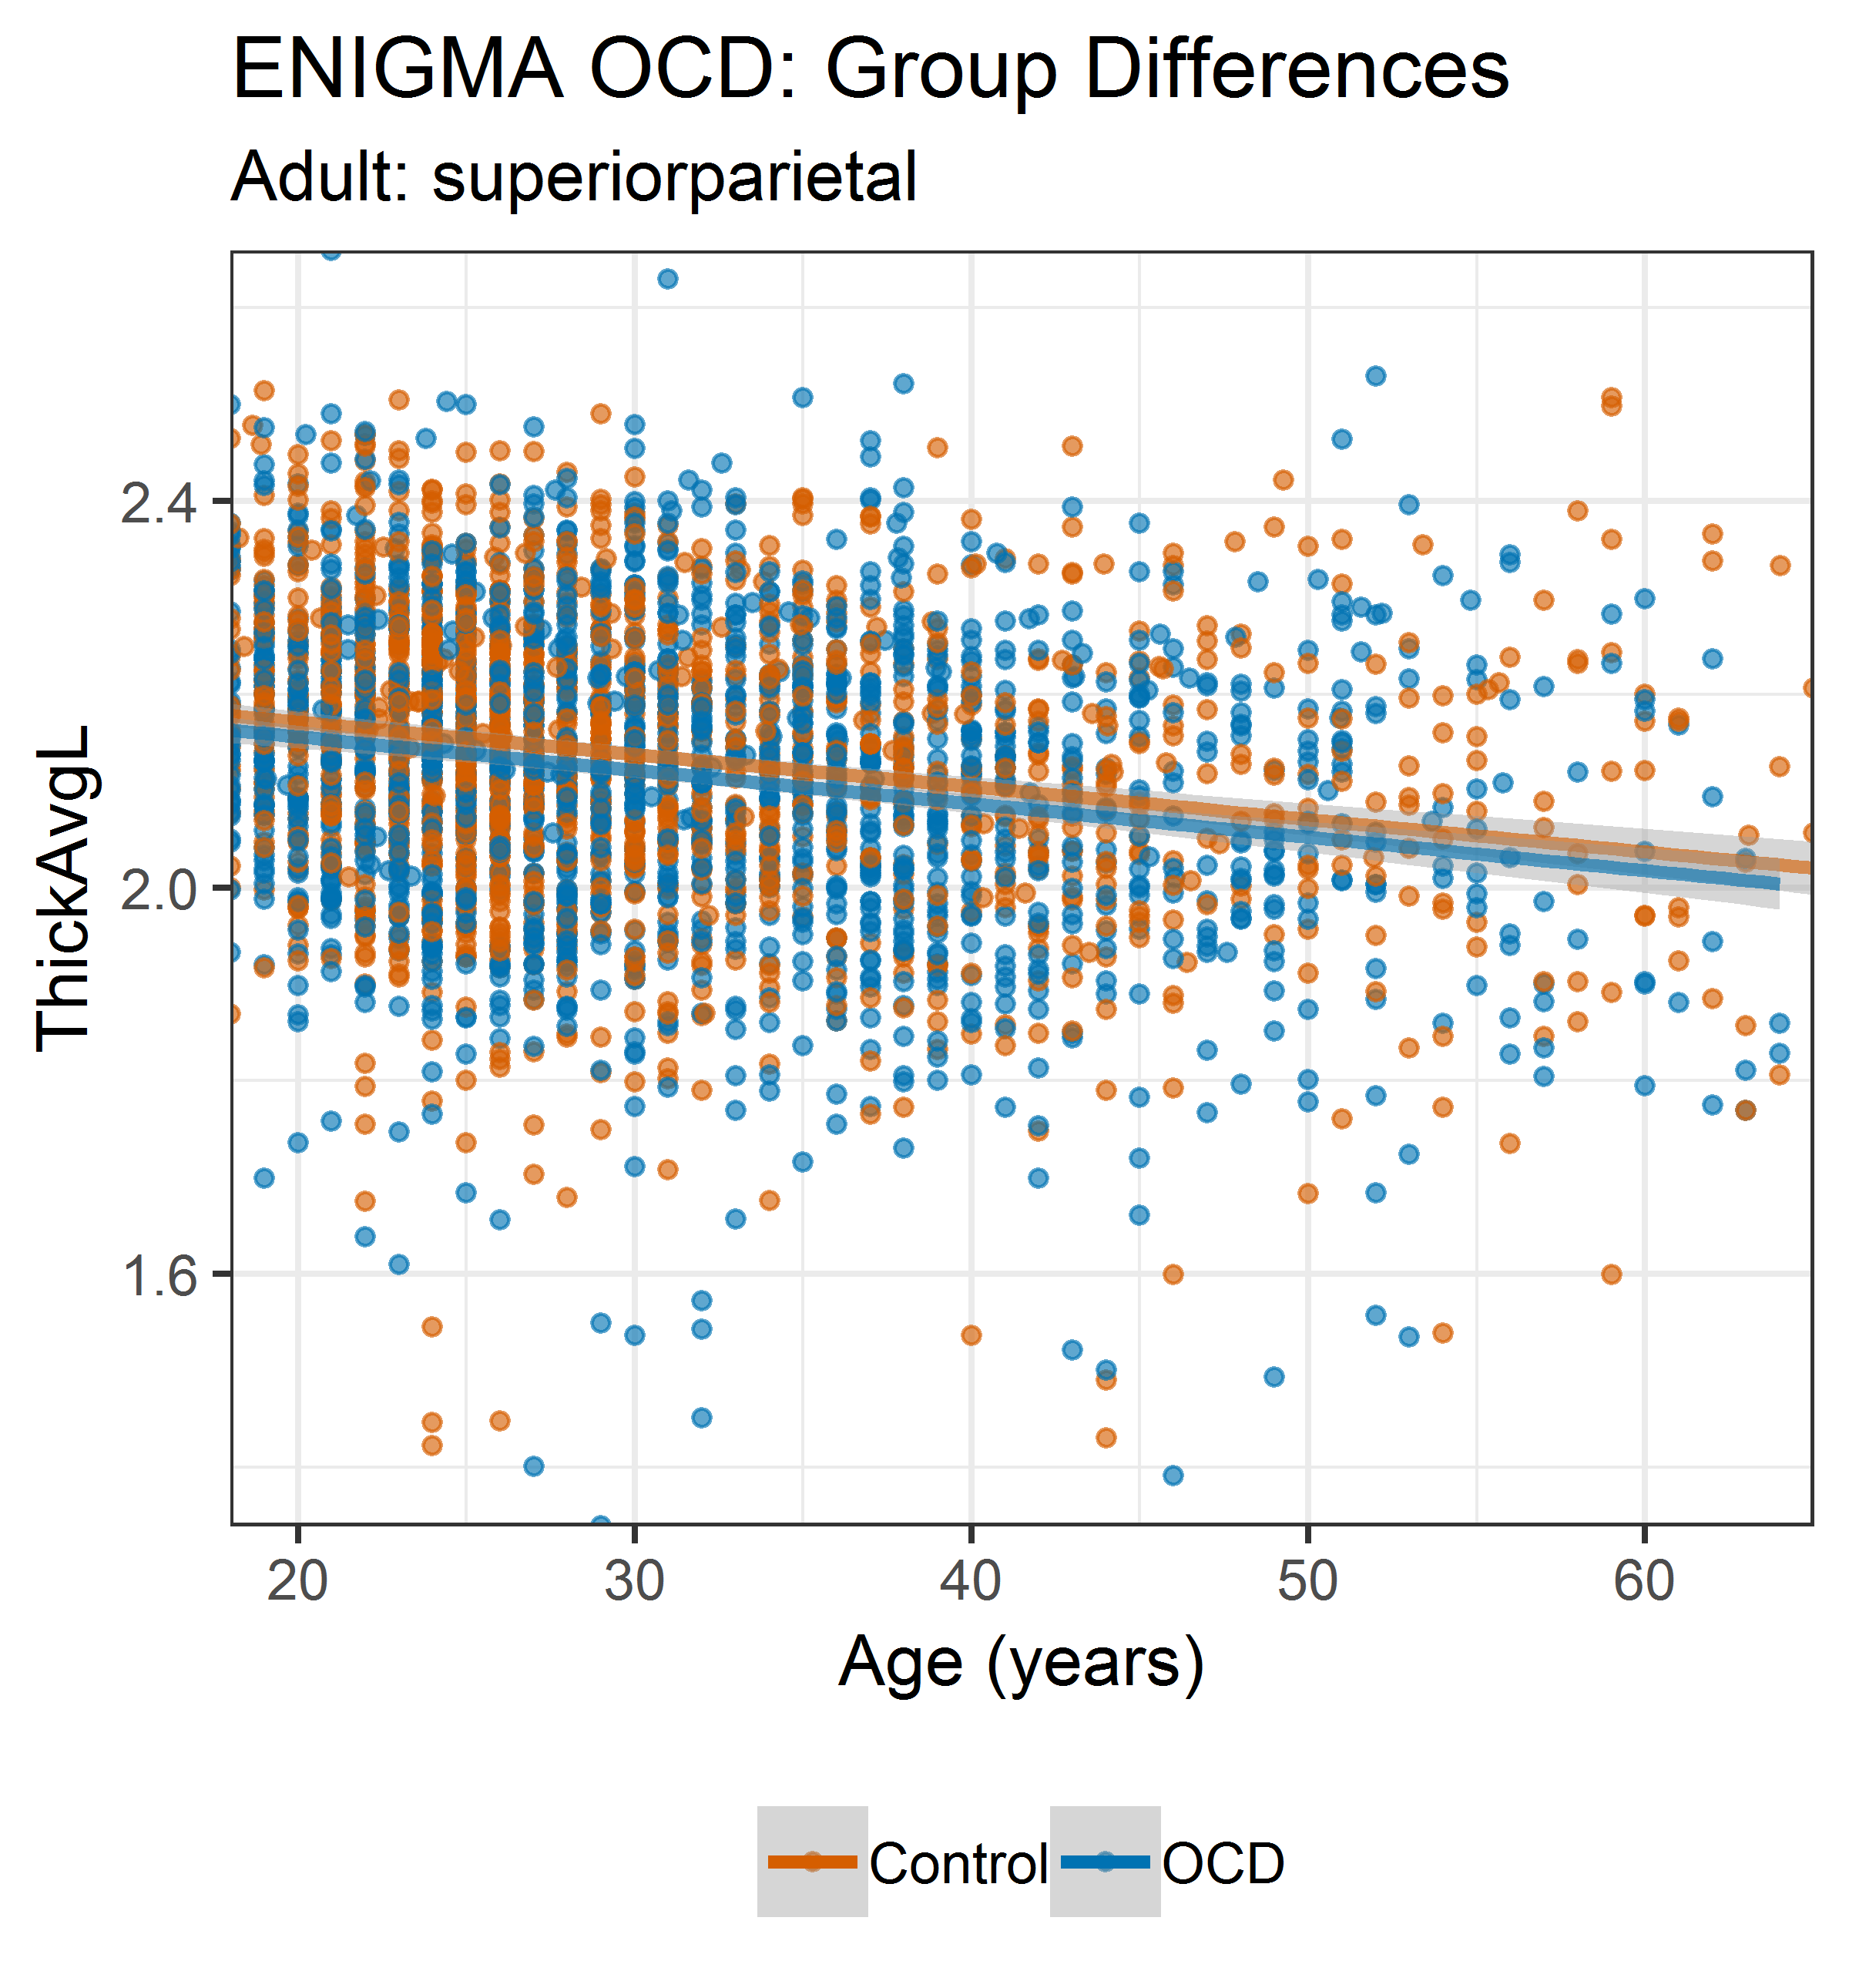 ENIGMA OCD: Group Differences
Adult: superiorparietal
ThickAvgL
2.4
2.0
1.6
20 30 40 50 60
Age (years)
Control OCD